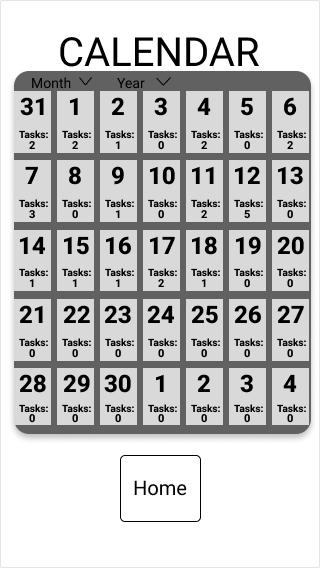 CALENDAR
Month Year
31 1 2 3 4 5 6
Tasks: Tasks: Tasks: Tasks: Tasks: Tasks: Tasks:
2 2 1 0 2 0 2
7 8 9 10 11 12 13
Tasks: Tasks: Tasks: Tasks: Tasks: Tasks: Tasks:
3 0 1 0 2 5 0
14 15 16 17 18 19 20
Tasks: Tasks: Tasks: Tasks: Tasks: Tasks: Tasks:
1 1 1 2 1 0 0
21 22 23 24 25 26 27
Tasks: Tasks: Tasks: Tasks: Tasks: Tasks: Tasks:
0 0 0 0 0 0 0
28 29 30 1 2 3 4
Tasks: Tasks: Tasks: Tasks: Tasks: Tasks: Tasks:
0 0 0 0 0 0 0
Home